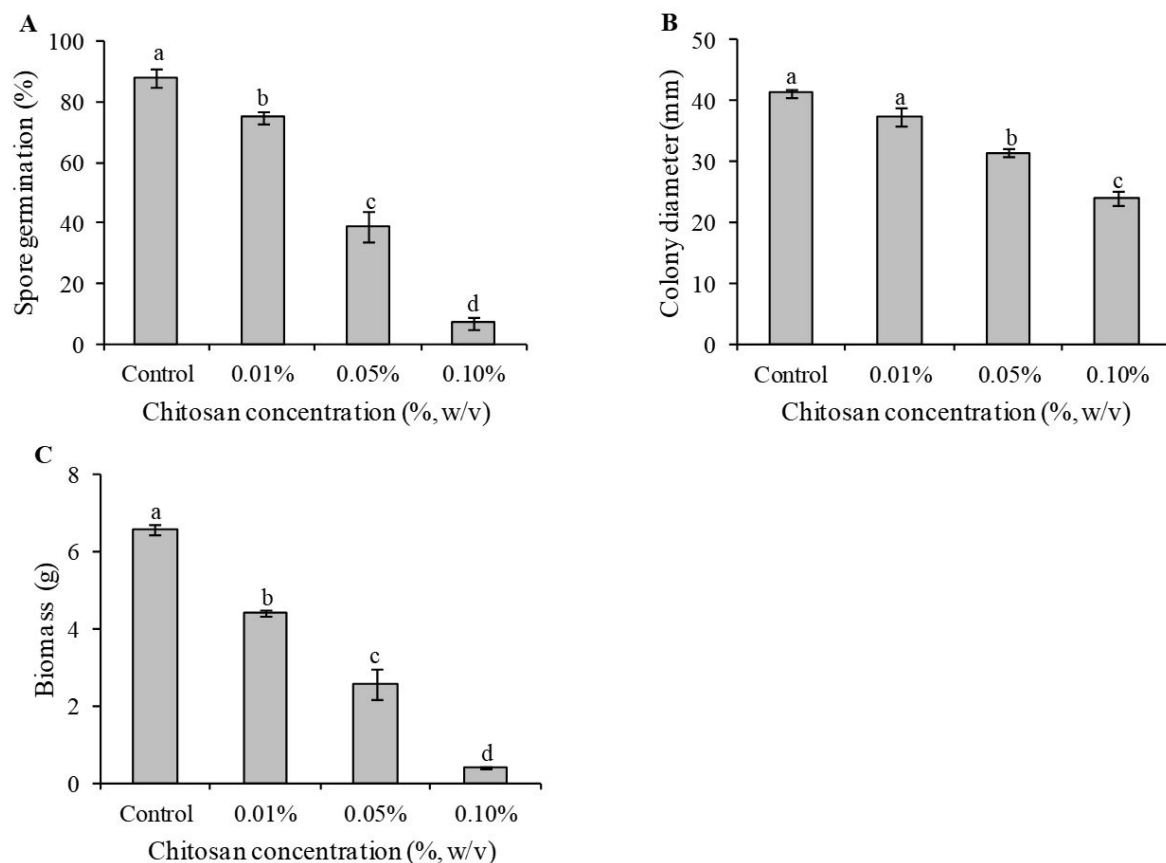 A
Spore germination (%)
100
80
60
40
20
0
a
b
c
d
Control 0.01% 0.05% 0.10%
Chitosan concentration (%, w/v)
B
Colony diameter (mm)
50
40
30
20
10
0
a
a
b
c
Control 0.01% 0.05% 0.10%
Chitosan concentration (%, w/v)
C
Biomass (g)
8
6
4
2
0
a
b
c
d
Control 0.01% 0.05% 0.10%
Chitosan concentration (%, w/v)